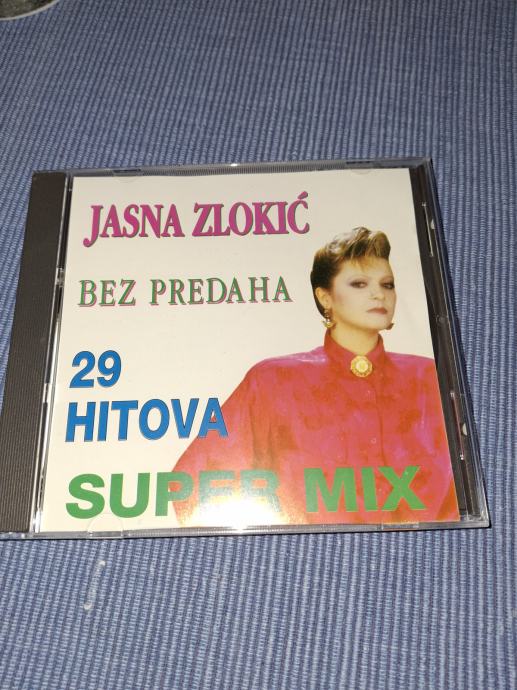 JASNA ZLOKIĆ
BEZ PREDAHA
29
HITOVA
SUPER MIX